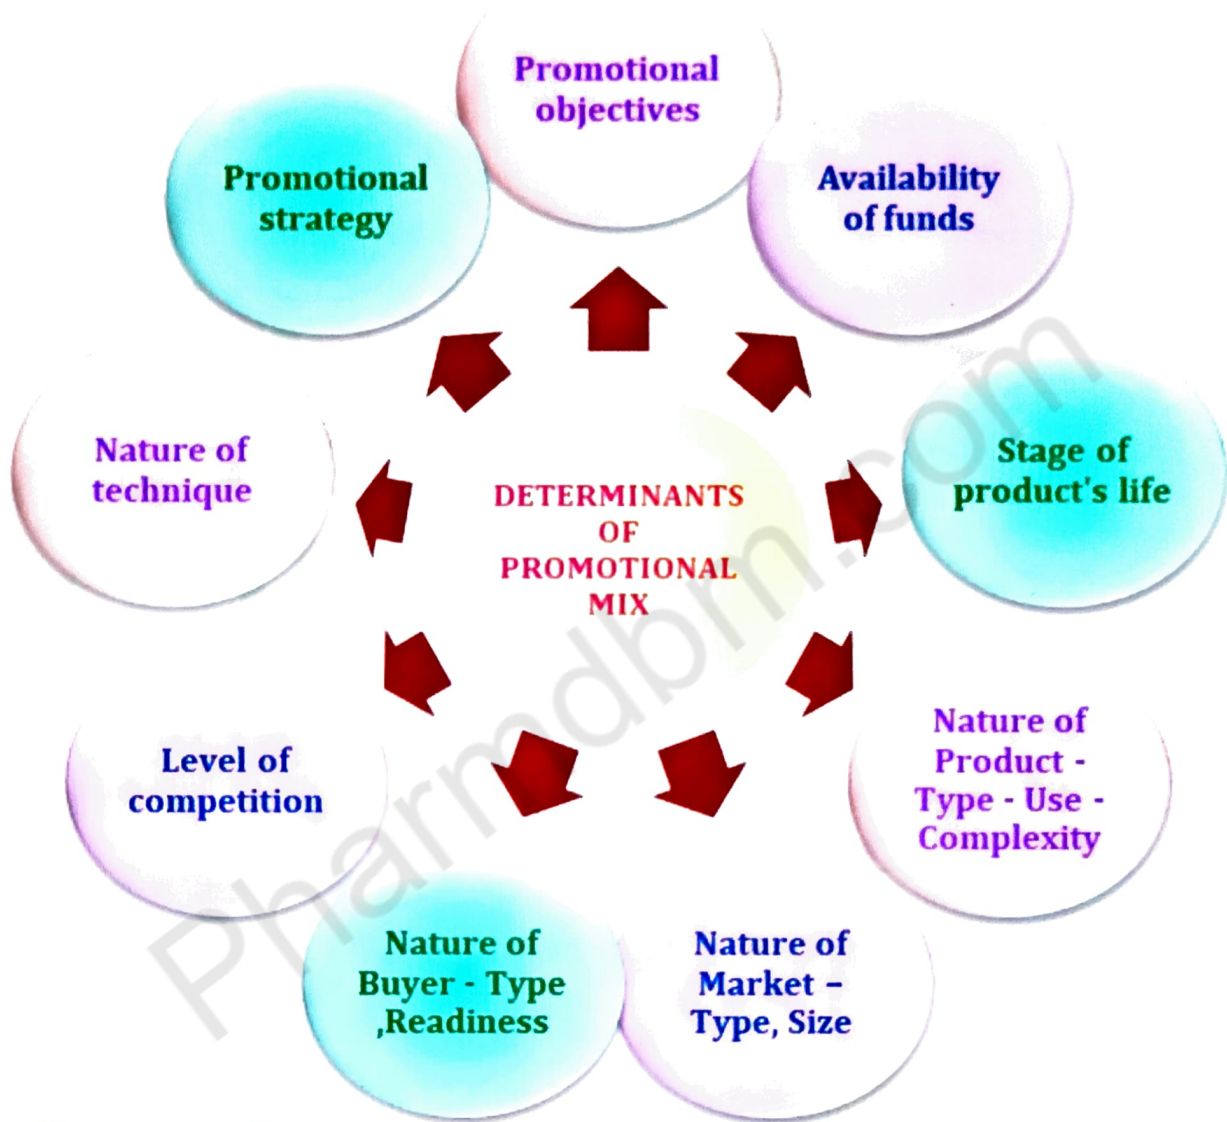 Promotional
objectives
Availability
of funds
Stage of
product's life
Nature of
Product -
Type - Use -
Complexity
Nature of
Market –
Type, Size
Nature of
Buyer - Type
,Readiness
Level of
competition
Nature of
technique
Promotional
strategy
DETERMINANTS
OF
PROMOTIONAL
MIX
Pharmdbm.com